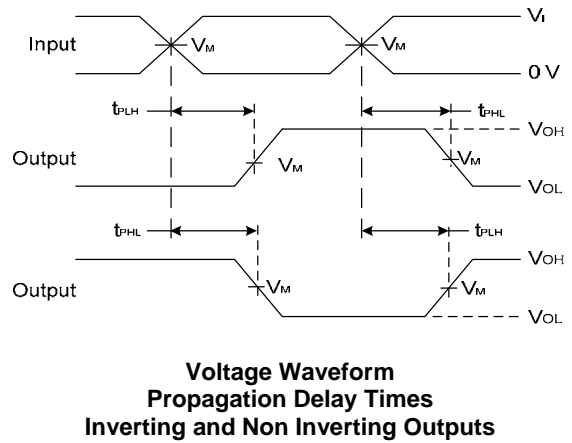 VI
Input VM VM
0 V
tPLH tPHL
VOH
Output VM VM
VOL
tPHL tPLH
VOH
Output VM VM
VOL
Voltage Waveform
Propagation Delay Times
Inverting and Non Inverting Outputs